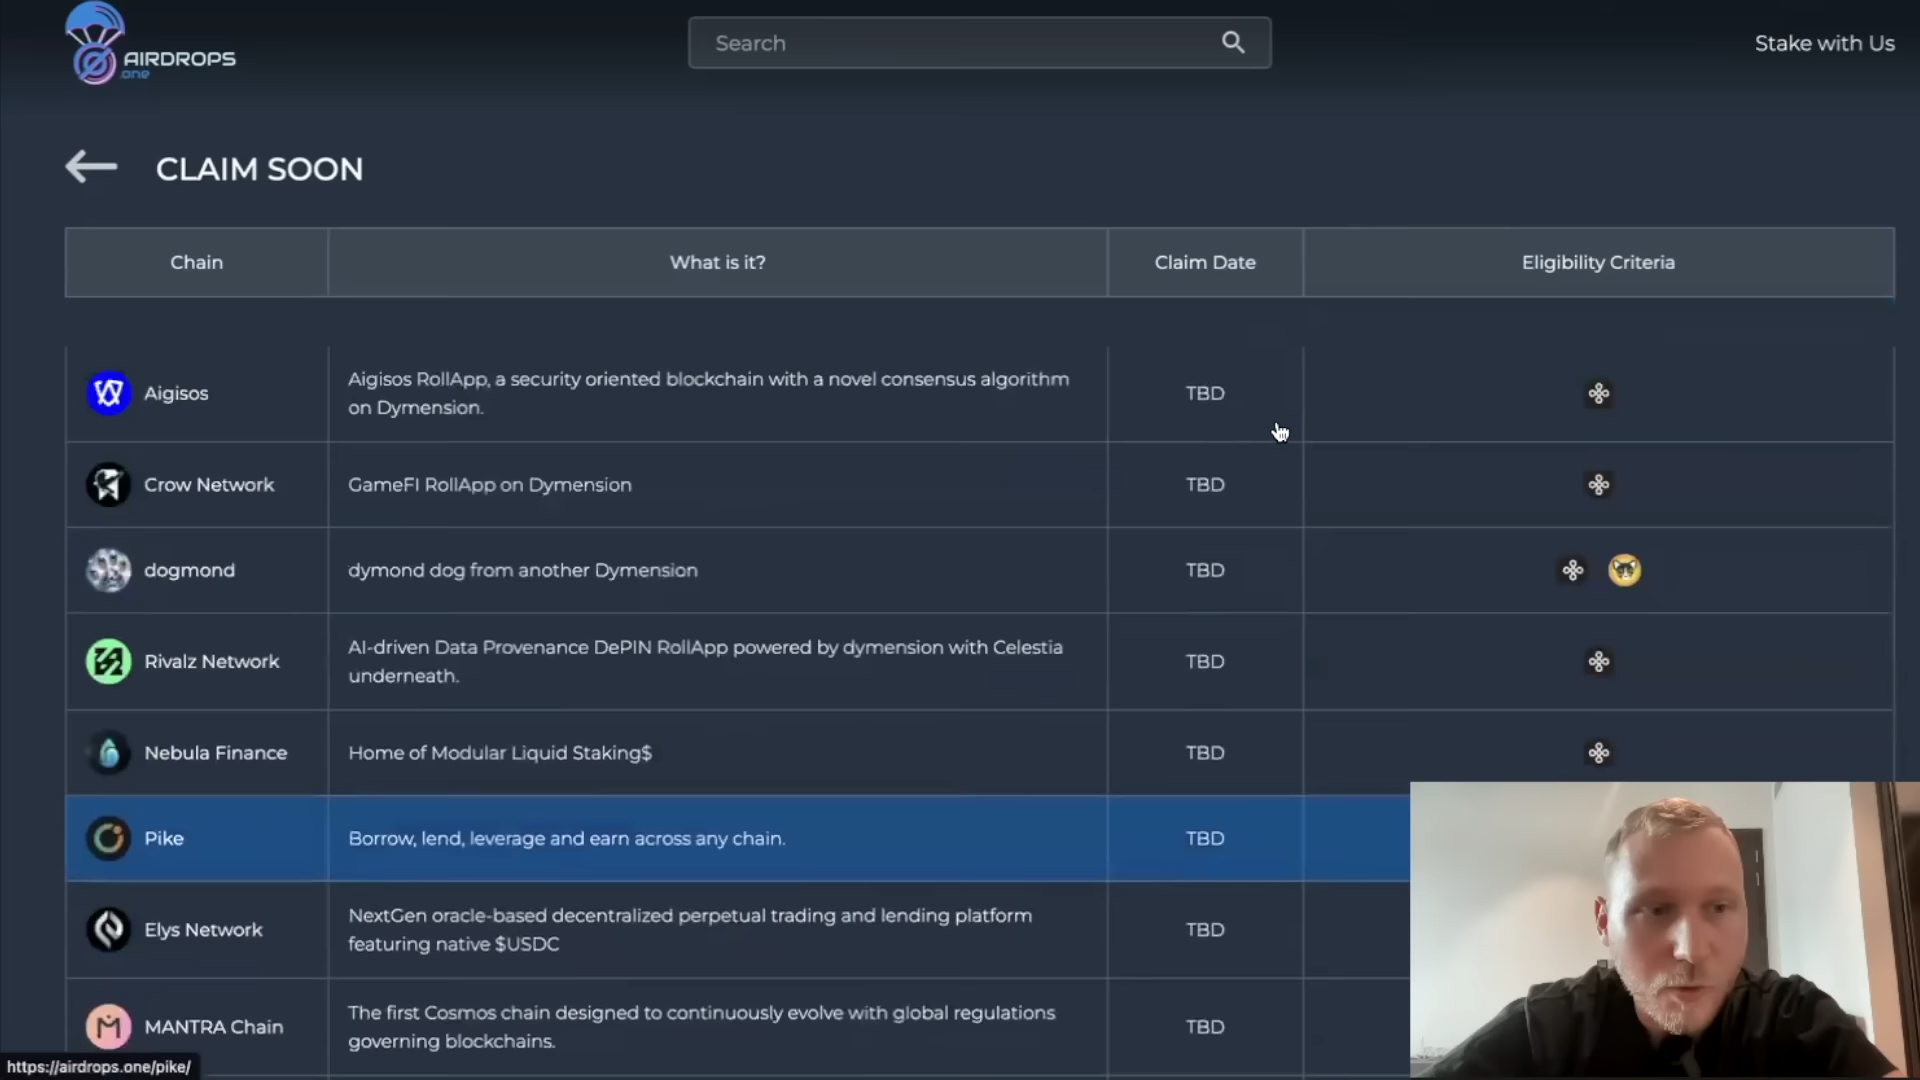 AIRDROPS
.one
Search
Stake with Us
CLAIM SOON
Chain
What is it?
Claim Date
Eligibility Criteria
Aigisos
Aigisos RollApp, a security oriented blockchain with a novel consensus algorithm
on Dymension.
TBD
Crow Network
GameFI RollApp on Dymension
TBD
dogmond
dymond dog from another Dymension
TBD
Rivalz Network
AI-driven Data Provenance DePIN RollApp powered by dymension with Celestia
underneath.
TBD
Nebula Finance
Home of Modular Liquid Staking$
TBD
Pike
Borrow, lend, leverage and earn across any chain.
TBD
Elys Network
NextGen oracle-based decentralized perpetual trading and lending platform
featuring native $USDC
TBD
MANTRA Chain
The first Cosmos chain designed to continuously evolve with global regulations
governing blockchains.
TBD
https://airdrops.one/pike/